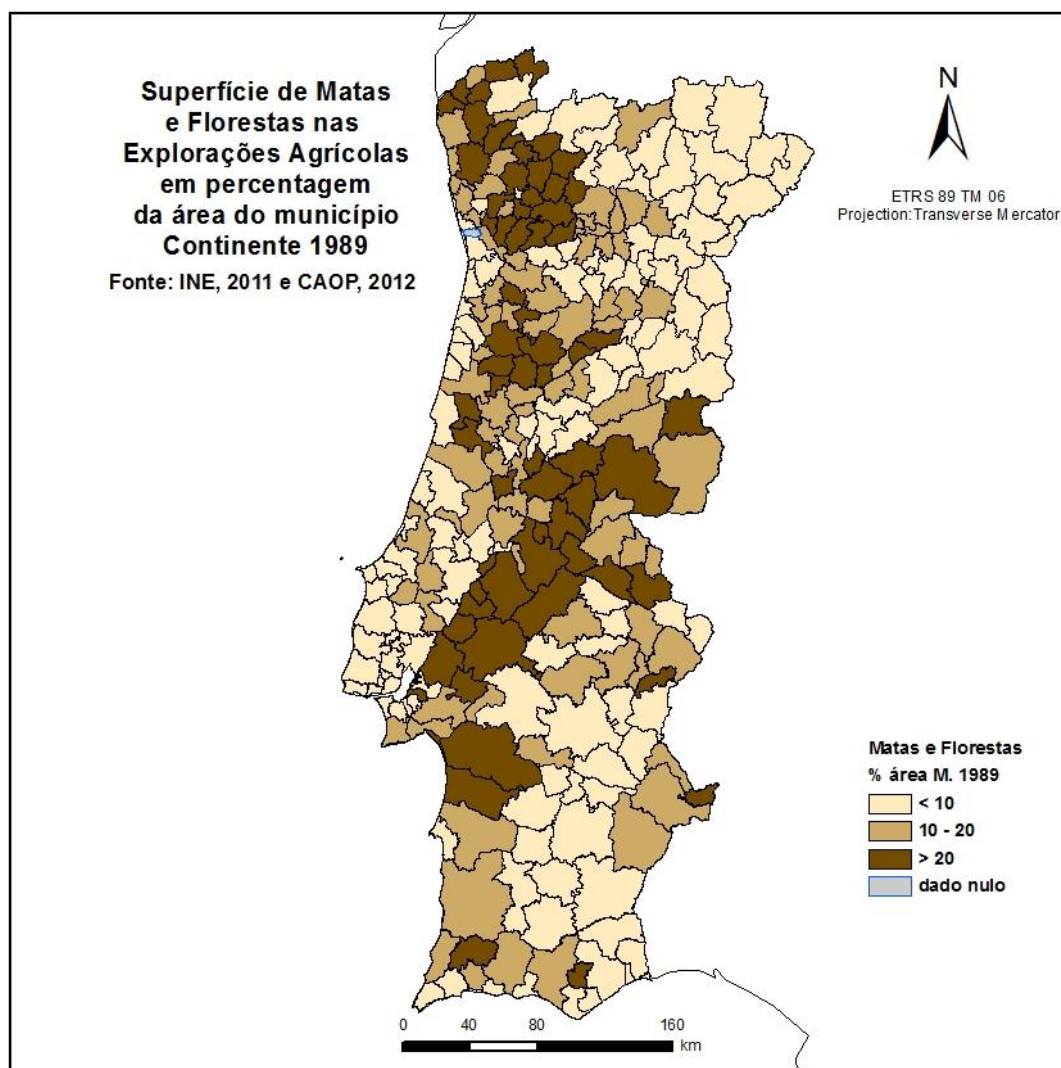 Superfície de Matas
e Florestas nas
Explorações Agrícolas
em percentagem
da área do município
Continente 1989
Fonte: INE, 2011 e CAOP, 2012
N
ETRS 89 TM 06
Projection:Transverse Mercator
Matas e Florestas
% área M. 1989
< 10
10 - 20
> 20
dado nulo
0 40 80 160
km